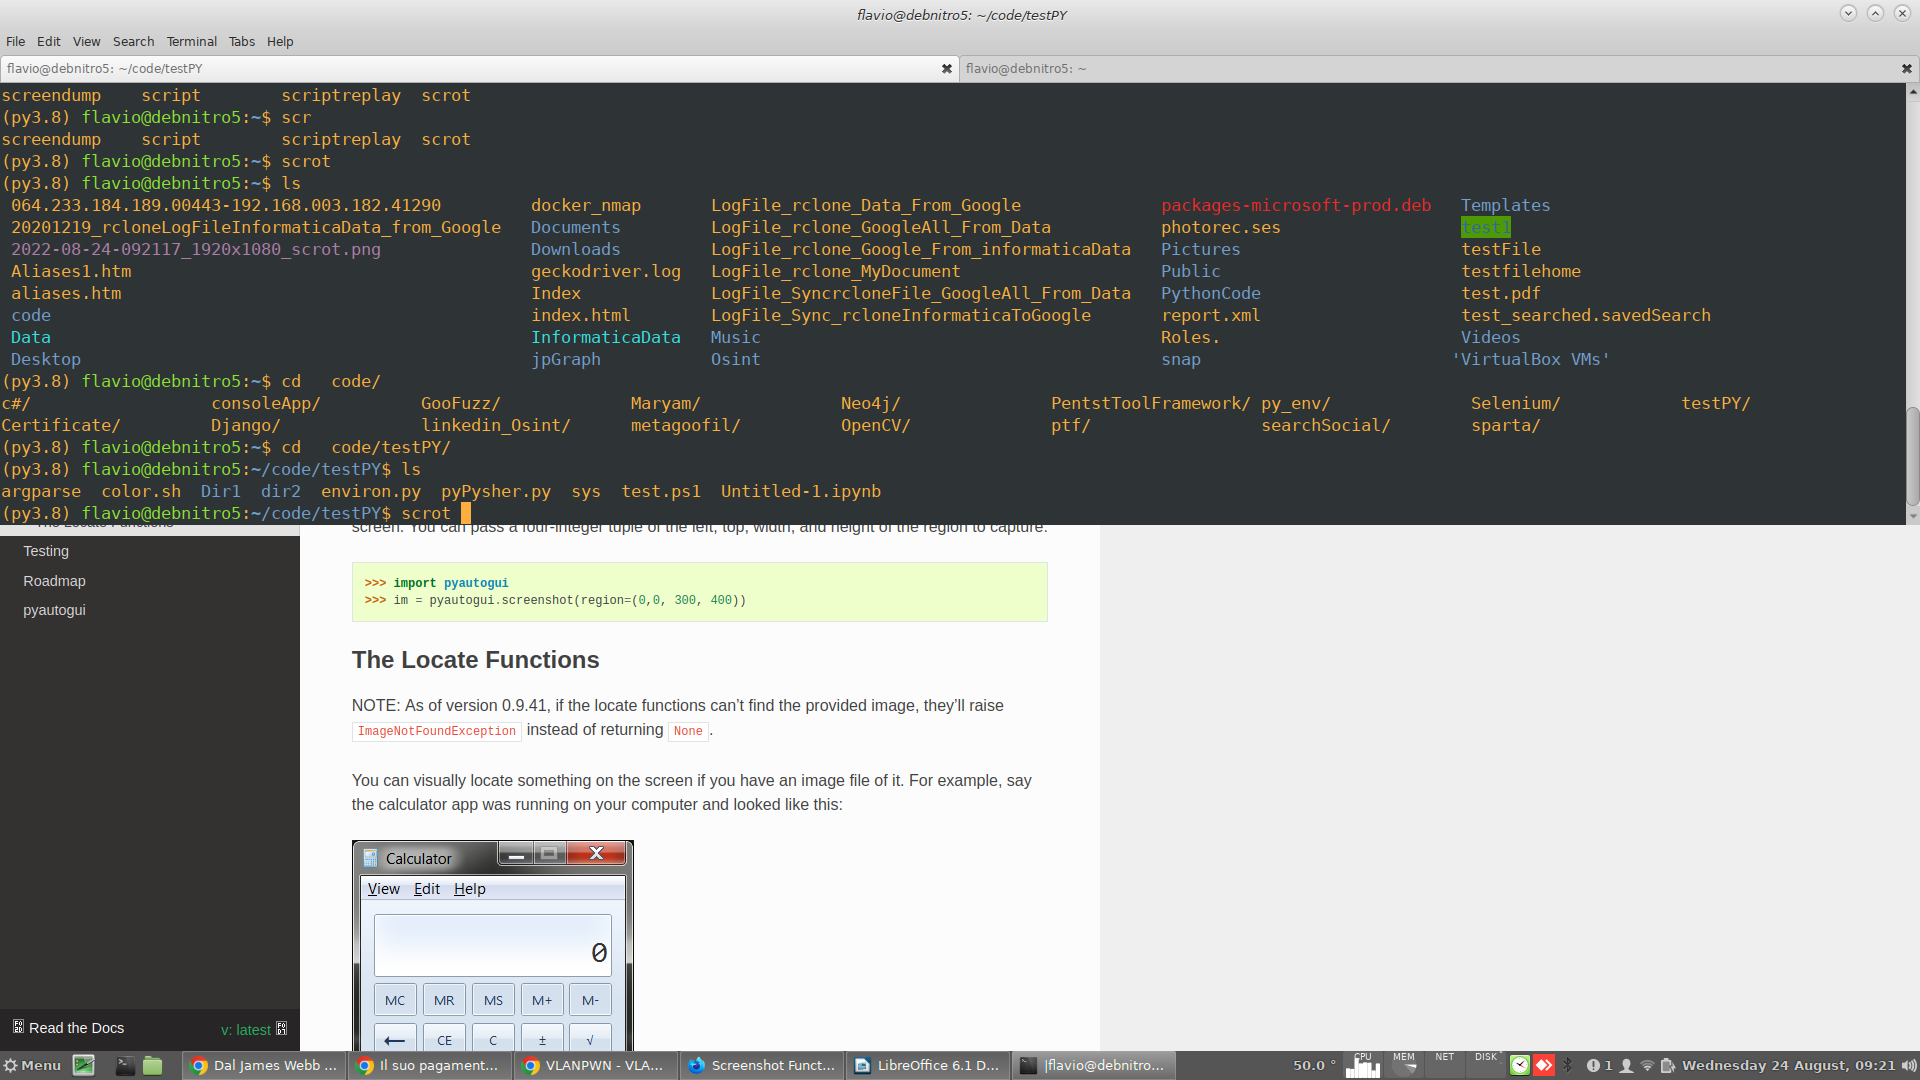 flavio@debnitro5: ~/code/testPY
File Edit View Search Terminal Tabs Help
flavio@debnitro5: ~/code/testPY flavio@debnitro5: ~
screendump script scriptreplay scrot
(py3.8) flavio@debnitro5:~$ scr
screendump script scriptreplay scrot
(py3.8) flavio@debnitro5:~$ scrot
(py3.8) flavio@debnitro5:~$ ls
064.233.184.189.00443-192.168.003.182.41290 docker_nmap LogFile_rclone_Data_From_Google packages-microsoft-prod.deb Templates
20201219_rcloneLogFileInformaticaData_from_Google Documents LogFile_rclone_GoogleAll_From_Data photorec.ses test1
2022-08-24-092117_1920x1080_scrot.png Downloads LogFile_rclone_Google_From_informaticaData Pictures testFile
Aliases1.htm geckodriver.log LogFile_rclone_MyDocument Public testfilehome
aliases.htm Index LogFile_SyncrcloneFile_GoogleAll_From_Data PythonCode test.pdf
code index.html LogFile_Sync_rcloneInformaticaToGoogle report.xml test_searched.savedSearch
Data InformaticaData Music Roles. Videos
Desktop jpGraph Osint snap 'VirtualBox VMs'
(py3.8) flavio@debnitro5:~$ cd code/
c#/ consoleApp/ GooFuzz/ Maryam/ Neo4j/ PentstToolFramework/ py_env/ Selenium/ testPY/
Certificate/ Django/ linkedin_Osint/ metagoofil/ OpenCV/ ptf/ searchSocial/ sparta/
(py3.8) flavio@debnitro5:~$ cd code/testPY/
(py3.8) flavio@debnitro5:~/code/testPY$ ls
argparse color.sh Dir1 dir2 environ.py pyPysher.py sys test.ps1 Untitled-1.ipynb
(py3.8) flavio@debnitro5:~/code/testPY$ scrot
The Locate Functions
Testing
Roadmap
pyautogui
screen. You can pass a four-integer tuple of the left, top, width, and height of the region to capture:
>>> import pyautogui
>>> im = pyautogui.screenshot(region=(0,0, 300, 400))
The Locate Functions
NOTE: As of version 0.9.41, if the locate functions can’t find the provided image, they’ll raise
ImageNotFoundException instead of returning None.
You can visually locate something on the screen if you have an image file of it. For example, say
the calculator app was running on your computer and looked like this:
Calculator
View Edit Help
0
MC MR MS M+ M-
← CE C ± √
Read the Docs v: latest
Menu Dal James Webb ... Il suo pagament... VLANPWN - VLA... Screenshot Funct... LibreOffice 6.1 D... |flavio@debnitro... 50.0 ° CPU MEM NET DISK 1 Wednesday 24 August, 09:21